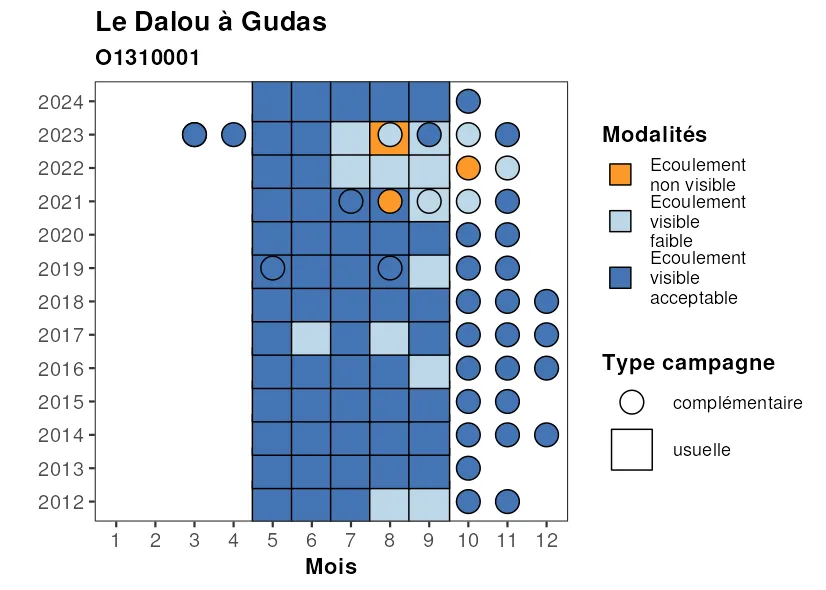 Le Dalou à Gudas
O1310001
2024
2023
2022
2021
2020
2019
2018
2017
2016
2015
2014
2013
2012
1 2 3 4 5 6 7 8 9 10 11 12
Mois
Modalités
Ecoulement
non visible
Ecoulement
visible
faible
Ecoulement
visible
acceptable
Type campagne
complémentaire
usuelle